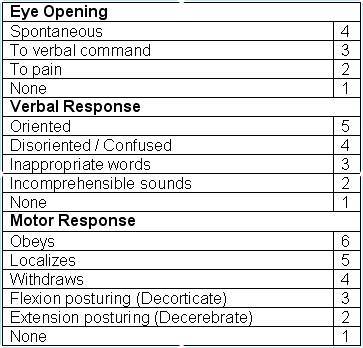 Eye Opening
Spontaneous 4
To verbal command 3
To pain 2
None 1
Verbal Response
Oriented 5
Disoriented / Confused 4
Inappropriate words 3
Incomprehensible sounds 2
None 1
Motor Response
Obeys 6
Localizes 5
Withdraws 4
Flexion posturing (Decorticate) 3
Extension posturing (Decerebrate) 2
None 1